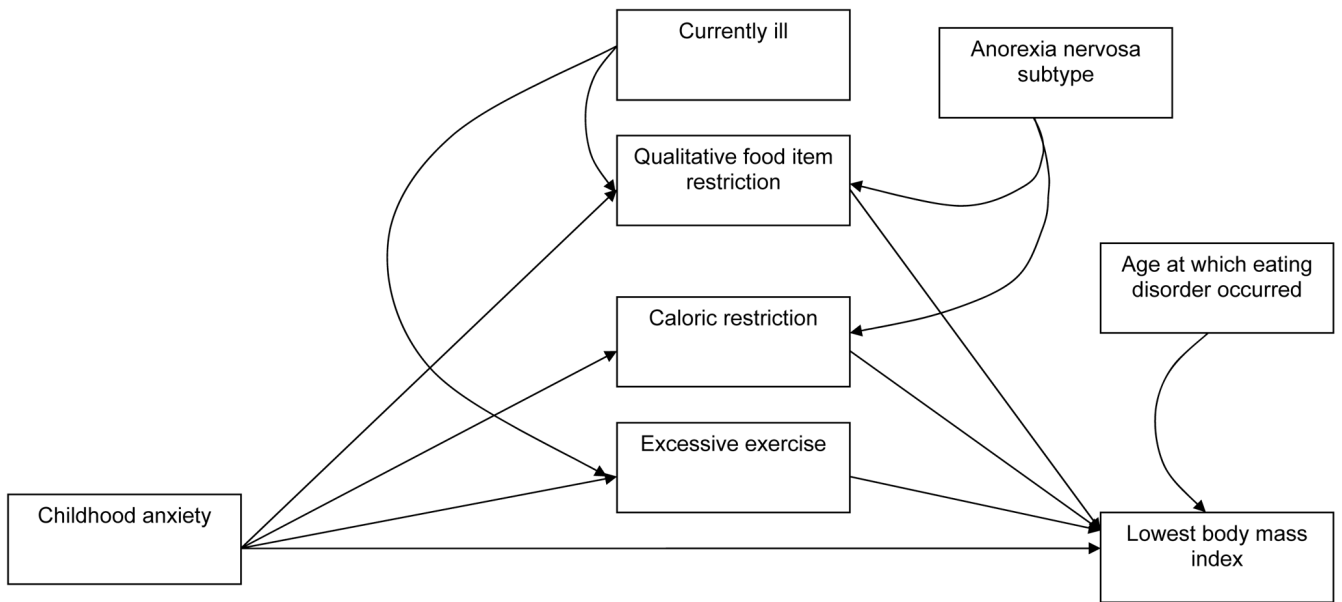 Currently ill
Anorexia nervosa
subtype
Qualitative food item
restriction
Age at which eating
disorder occurred
Caloric restriction
Excessive exercise
Childhood anxiety
Lowest body mass
index